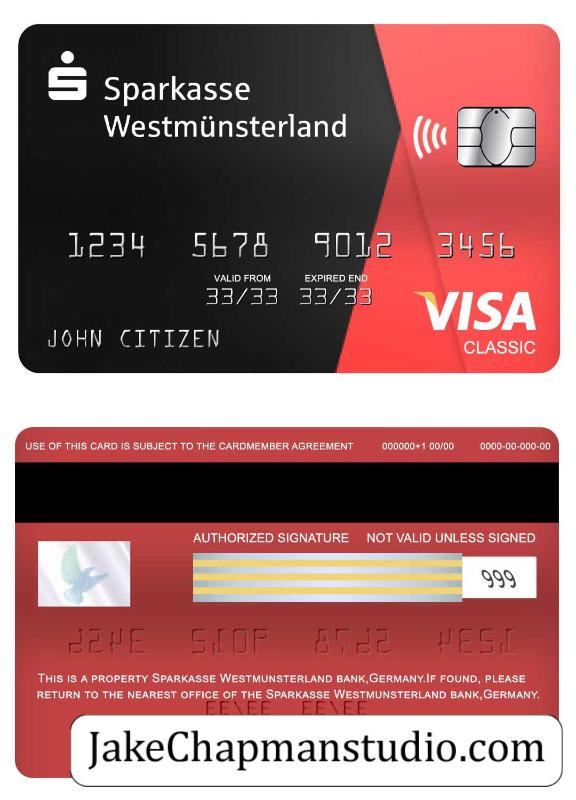 Sparkasse
Westmünsterland
1234 5678 9012 3456
VALID FROM EXPIRED END
33/33 33/33
VISA
JOHN CITIZEN
CLASSIC
USE OF THIS CARD IS SUBJECT TO THE CARDMEMBER AGREEMENT 000000+1 00/00 0000-00-000-00
AUTHORIZED SIGNATURE NOT VALID UNLESS SIGNED
999
THIS IS A PROPERTY SPARKASSE WESTMUNSTERLAND BANK,GERMANY.IF FOUND, PLEASE
RETURN TO THE NEAREST OFFICE OF THE SPARKASSE WESTMUNSTERLAND BANK,GERMANY.
JakeChapmanstudio.com